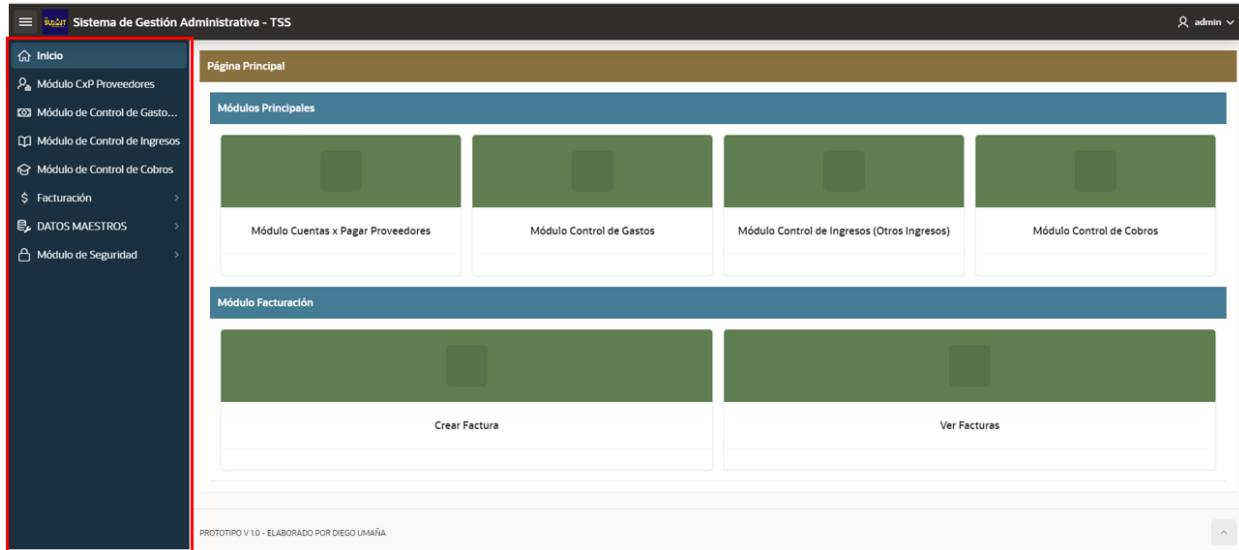 Sistema de Gestión Administrativa - TSS
admin
Inicio
Módulo CxP Proveedores
Módulo de Control de Gasto...
Módulo de Control de Ingresos
Módulo de Control de Cobros
$ Facturación
DATOS MAESTROS
Módulo de Seguridad
Página Principal
Módulos Principales
Módulo Cuentas x Pagar Proveedores
Módulo Control de Gastos
Módulo Control de Ingresos (Otros Ingresos)
Módulo Control de Cobros
Módulo Facturación
Crear Factura
Ver Facturas
PROTOTIPO V 1.0 - ELABORADO POR DIEGO UMAÑA